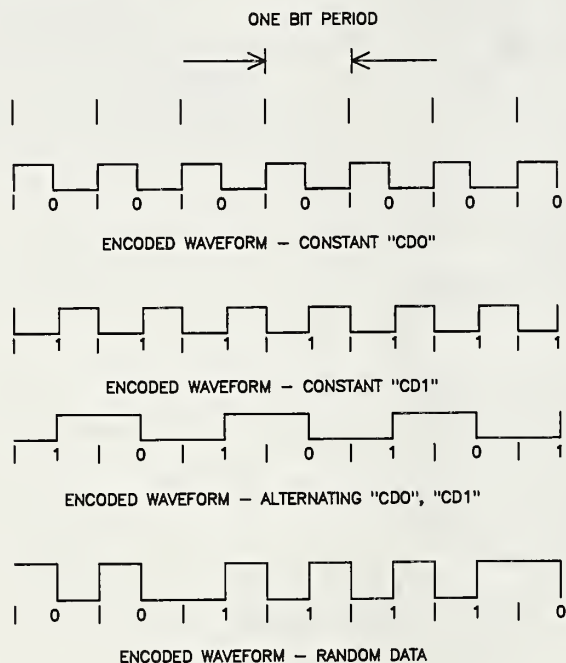 ONE BIT PERIOD
0 0 0 0 0 0 0
ENCODED WAVEFORM – CONSTANT "CD0"
1 1 1 1 1 1 1 1
ENCODED WAVEFORM – CONSTANT "CD1"
1 0 1 0 1 0 1
ENCODED WAVEFORM – ALTERNATING "CD0", "CD1"
0 0 1 1 1 1 0
ENCODED WAVEFORM – RANDOM DATA